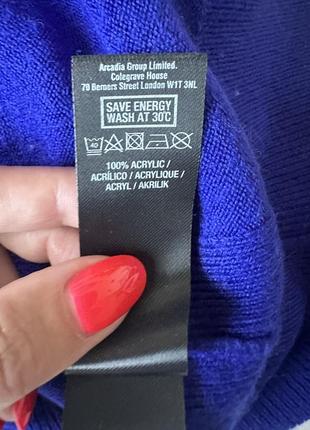 Arcadia Group Limited.
Colegrave House
70 Berners Street London W1T 3NL
SAVE ENERGY
WASH AT 30°C
40
100% ACRYLIC /
ACRÍLICO / ACRYLIQUE /
ACRYL / AKRILIK